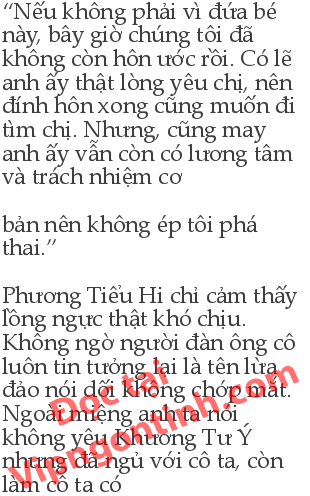 “Nếu không phải vì đứa bé
này, bây giờ chúng tôi đã
không còn hôn ước rồi. Có lẽ
anh ấy thật lòng yêu chị, nên
đính hôn xong cũng muốn đi
tìm chị. Nhưng, cũng may
anh ấy vẫn còn có lương tâm
và trách nhiệm cơ
bản nên không ép tôi phá
thai.”
Phương Tiểu Hi chỉ cảm thấy
lồng ngực thật khó chịu.
Không ngờ người đàn ông cô
luôn tin tưởng lại là tên lừa
đảo nói dối không chớp mắt.
Ngoài miệng anh ta nói
không yêu Khương Tư Ý
nhưng đã ngủ với cô ta, còn
làm cô ta có
Đọc tại
Vipngontinh.com